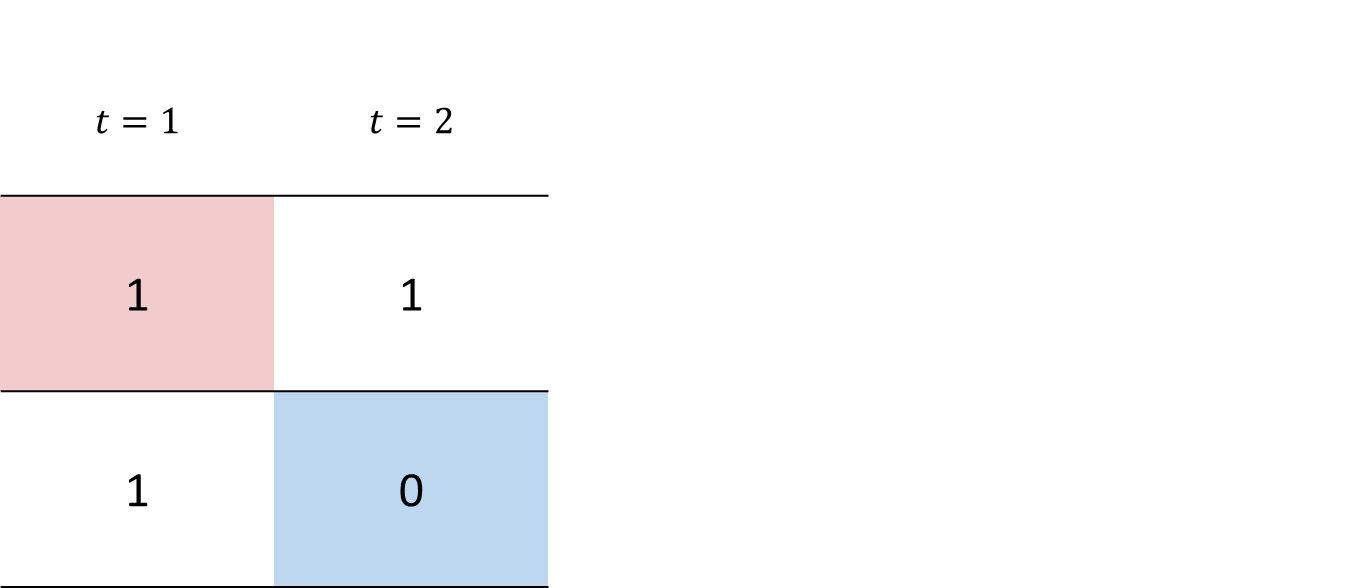 t = 1 t = 2
1 1
1 0